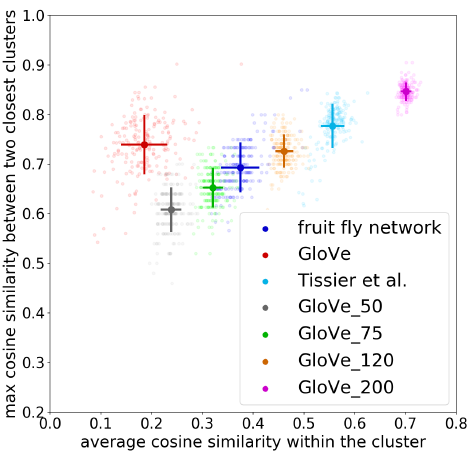 max cosine similarity between two closest clusters
1.0
0.9
0.8
0.7
0.6
0.5
0.4
0.3
0.2
fruit fly network
GloVe
Tissier et al.
GloVe_50
GloVe_75
GloVe_120
GloVe_200
0.0 0.1 0.2 0.3 0.4 0.5 0.6 0.7 0.8
average cosine similarity within the cluster